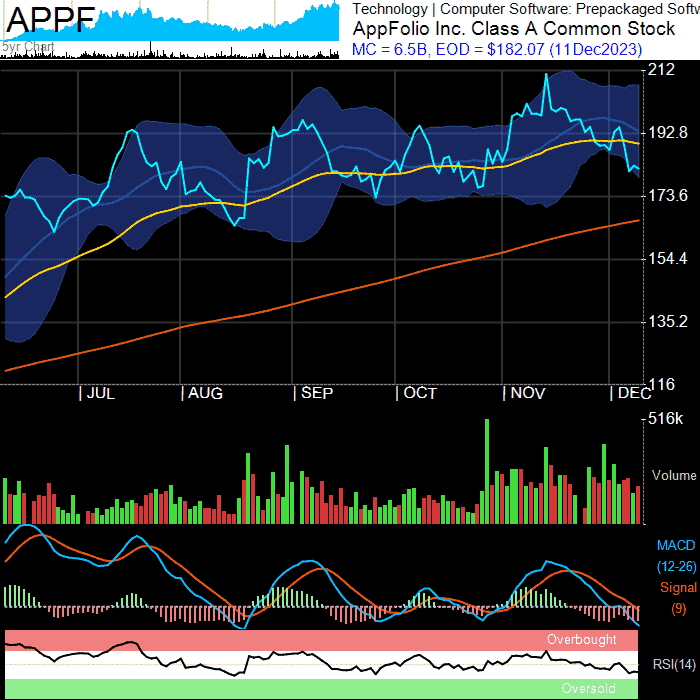 APPF
5yr Chart
Technology | Computer Software: Prepackaged Softw
AppFolio Inc. Class A Common Stock
MC = 6.5B, EOD = $182.07 (11Dec2023)
212
192.8
173.6
154.4
135.2
116
JUL
AUG
SEP
OCT
NOV
DEC
516k
Volume
MACD
(12-26)
Signal
(9)
Overbought
RSI(14)
Oversold